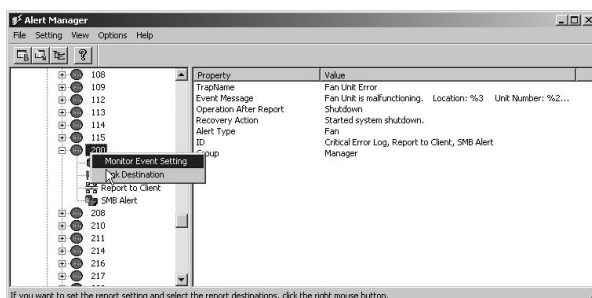 Alert Manager
File Setting View Options Help
108
109
112
113
114
115
200
Monitor Event Setting
Destination
Report to Client
SMB Alert
208
210
211
214
216
217
Property Value
TrapName Fan Unit Error
Event Message Fan Unit is malfunctioning. Location: %3 Unit Number: %2...
Operation After Report Shutdown
Recovery Action Started system shutdown.
Alert Type Fan
ID Critical Error Log, Report to Client, SMB Alert
Group Manager
If you want to set the report setting and select the report destinations, click the right mouse button.